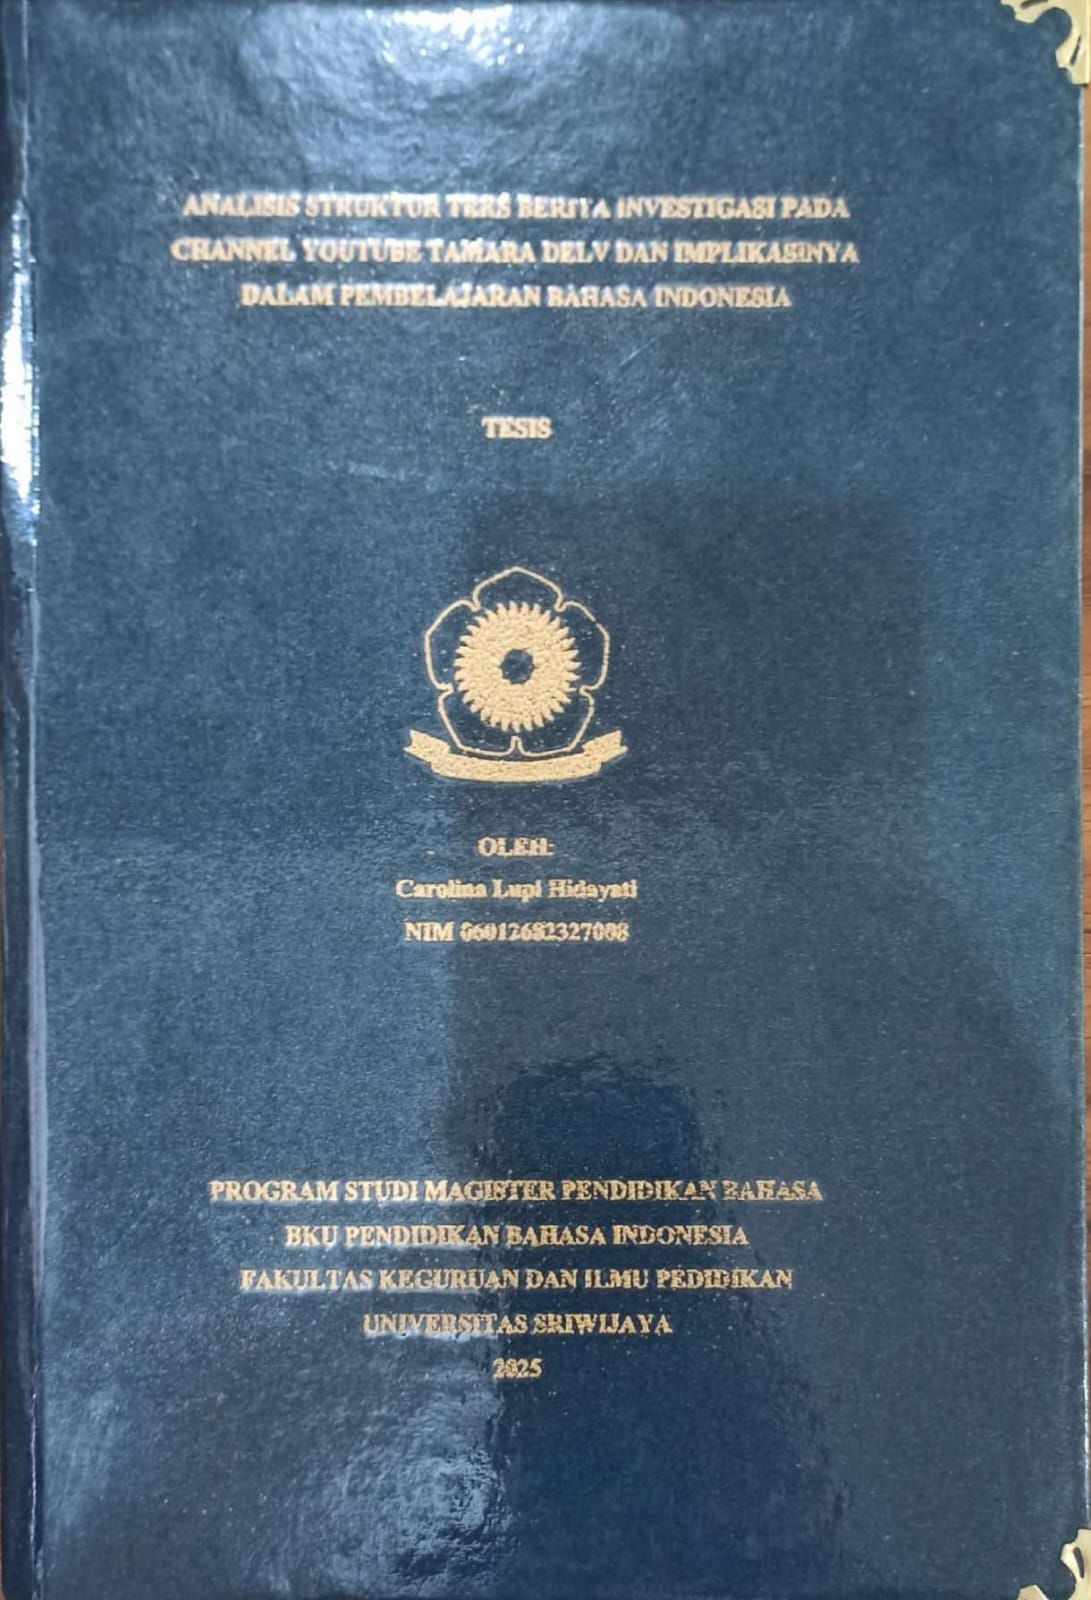 ANALISIS STRUKTUR TEKS BERITA INVESTIGASI PADA
CHANNEL YOUTUBE TAMARA DELV DAN IMPLIKASINYA
DALAM PEMBELAJARAN BAHASA INDONESIA
TESIS
OLEH:
Carolina Lupi Hidayati
NIM 06012682327008
PROGRAM STUDI MAGISTER PENDIDIKAN BAHASA
BKU PENDIDIKAN BAHASA INDONESIA
FAKULTAS KEGURUAN DAN ILMU PEDIDIKAN
UNIVERSITAS SRIWIJAYA
2025